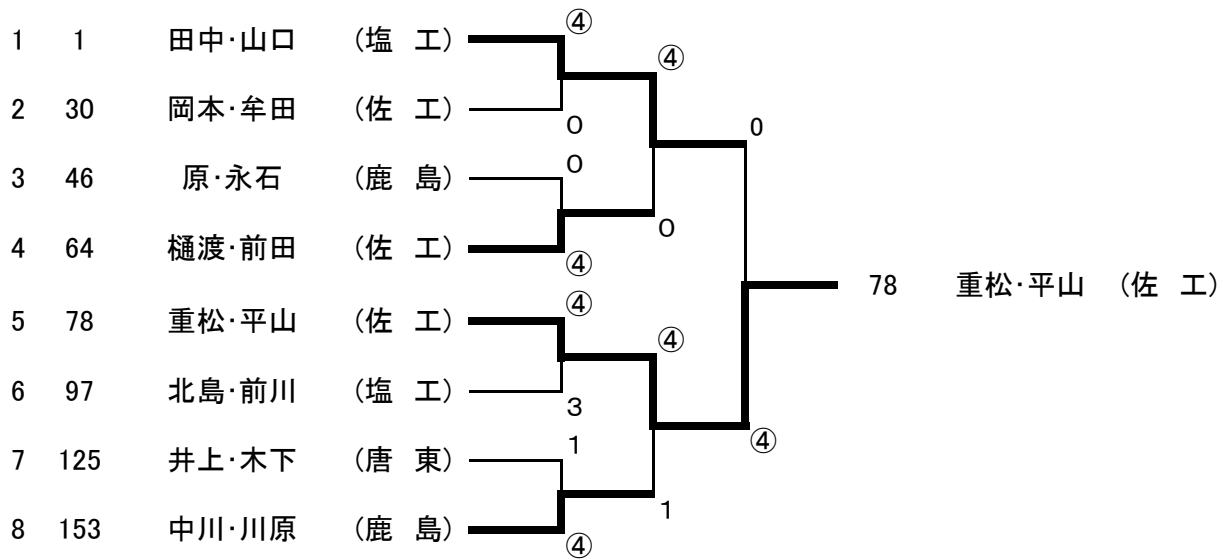 ④
1 1 田中・山口 (塩 工)
④
2 30 岡本・牟田 (佐 工)
0
0
0
3 46 原・永石 (鹿 島)
0
4 64 樋渡・前田 (佐 工)
④
78 重松・平山 (佐 工)
④
5 78 重松・平山 (佐 工)
④
6 97 北島・前川 (塩 工)
3
④
1
7 125 井上・木下 (唐 東)
1
8 153 中川・川原 (鹿 島)
④